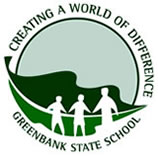 CREATING A WORLD OF DIFFERENCE
GREENBANK STATE SCHOOL